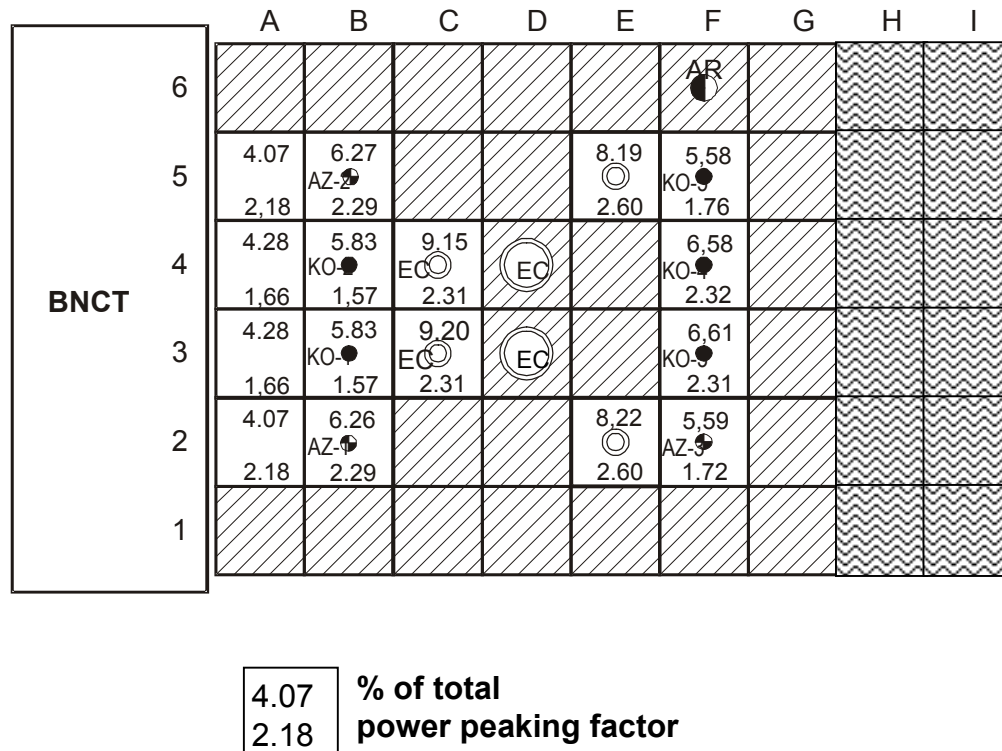 A B C D E F G H I
6 AR
4.07 6.27 8.19 5,58
5 AZ-2
2,18 2.29 2.60 1.76
4.28 5.83 9.15 6,58
4 KO-2 EC EC KO-4
1,66 1,57 2.31 2.32
BNCT
4.28 5.83 9.20 6,61
3 KO-1 EC EC
1,66 1.57 2.31 2.31
4.07 6.26 8,22 5,59
2 AZ-1 AZ-3
2.18 2.29 2.60 1.72
1
4.07 % of total
2.18 power peaking factor